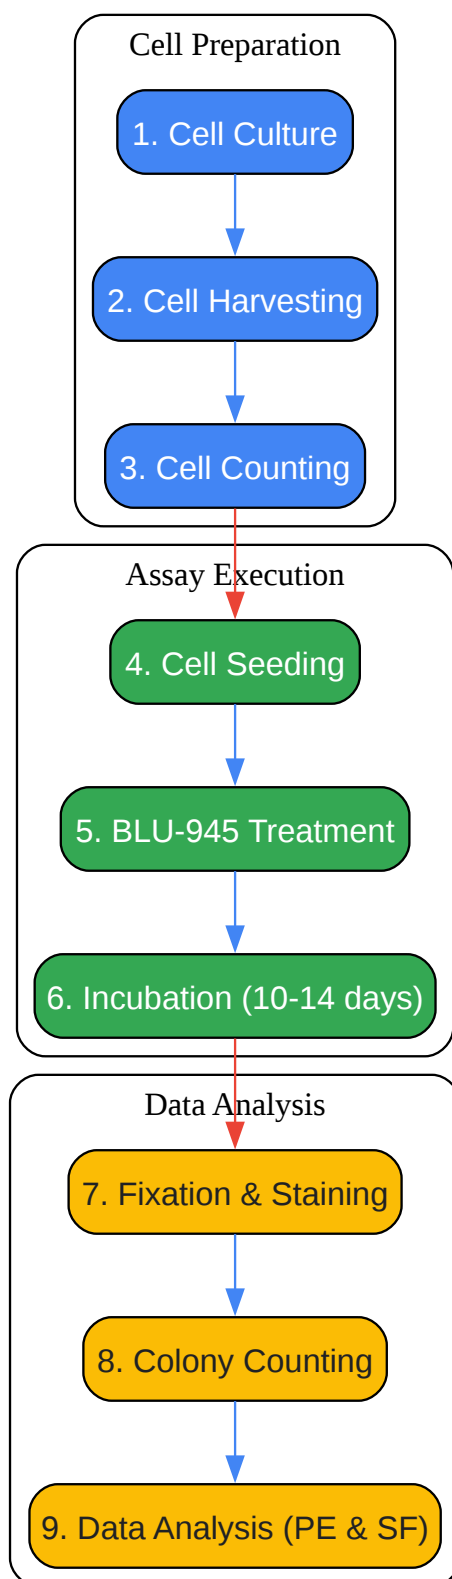 Cell Preparation
1. Cell Culture
2. Cell Harvesting
3. Cell Counting
Assay Execution
4. Cell Seeding
5. BLU-945 Treatment
6. Incubation (10-14 days)
Data Analysis
7. Fixation & Staining
8. Colony Counting
9. Data Analysis (PE & SF)